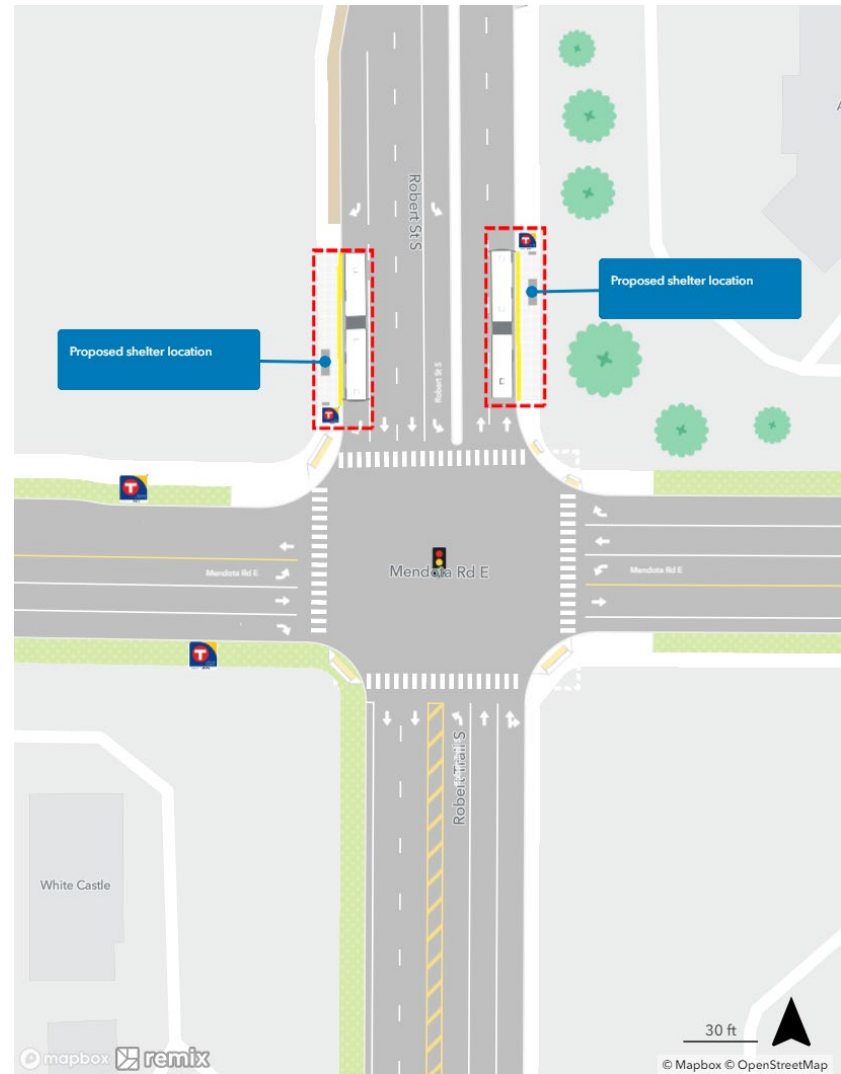 Robert St S
Proposed shelter location
Proposed shelter location
Robert St S
T
T
T
T
Mendota Rd E
Mendota Rd E
Mendota Rd E
Robert Trail S
White Castle
30 ft
mapbox remix
© Mapbox © OpenStreetMap